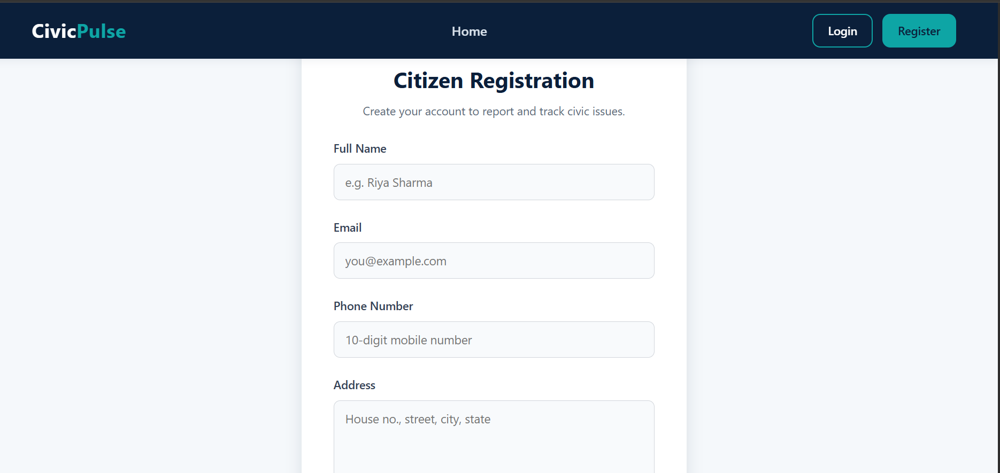 CivicPulse
Home
Login
Register
Citizen Registration
Create your account to report and track civic issues.
Full Name
e.g. Riya Sharma
Email
you@example.com
Phone Number
10-digit mobile number
Address
House no., street, city, state